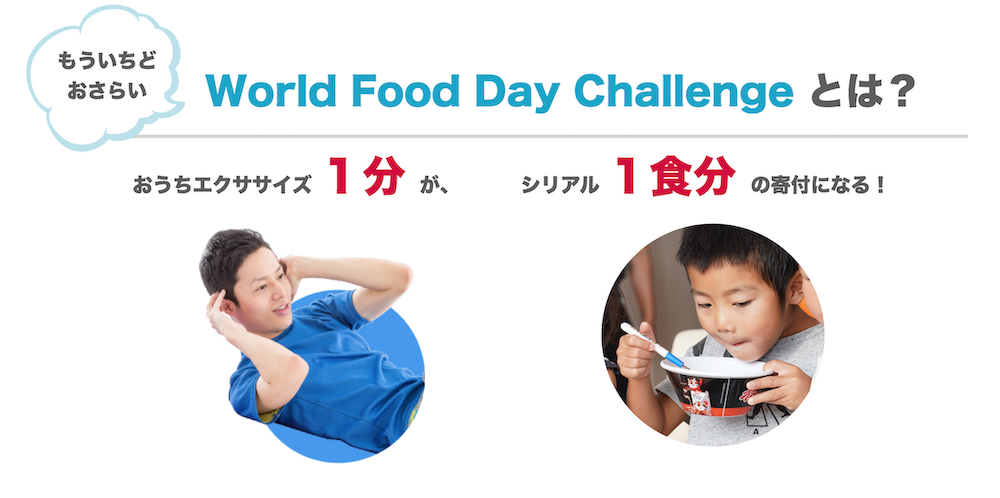 もういちど
おさらい
World Food Day Challenge とは？
おうちエクササイズ 1分 が、 シリアル 1食分 の寄付になる！